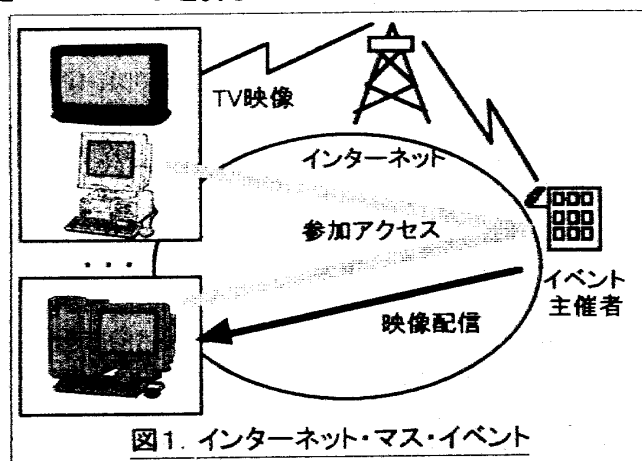 TV映像
インターネット
参加アクセス
イベント
主催者
映像配信
図1. インターネット・マス・イベント